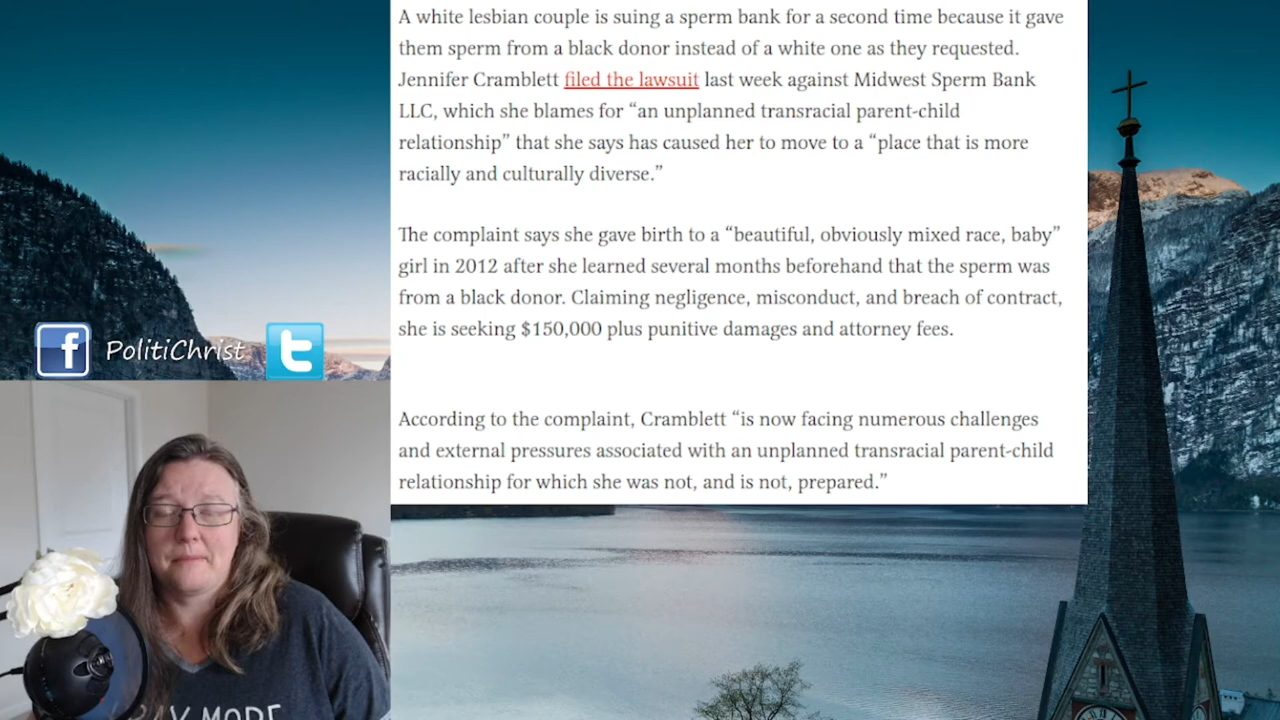 A white lesbian couple is suing a sperm bank for a second time because it gave
them sperm from a black donor instead of a white one as they requested.
Jennifer Cramblett filed the lawsuit last week against Midwest Sperm Bank
LLC, which she blames for “an unplanned transracial parent-child
relationship” that she says has caused her to move to a “place that is more
racially and culturally diverse.”
The complaint says she gave birth to a “beautiful, obviously mixed race, baby”
girl in 2012 after she learned several months beforehand that the sperm was
from a black donor. Claiming negligence, misconduct, and breach of contract,
she is seeking $150,000 plus punitive damages and attorney fees.
According to the complaint, Cramblett “is now facing numerous challenges
and external pressures associated with an unplanned transracial parent-child
relationship for which she was not, and is not, prepared.”
f PolitiChrist t
MORE